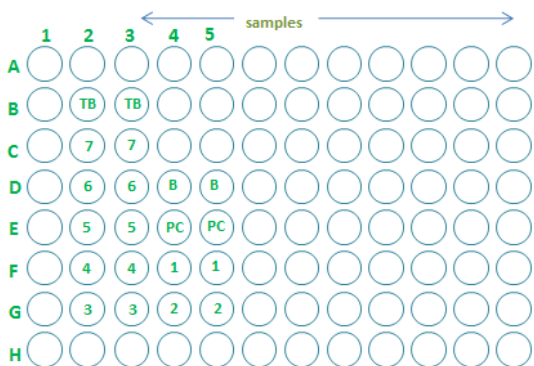 samples
1 2 3 4 5
A
B TB TB
C 7 7
D 6 6 B B
E 5 5 PC PC
F 4 4 1 1
G 3 3 2 2
H